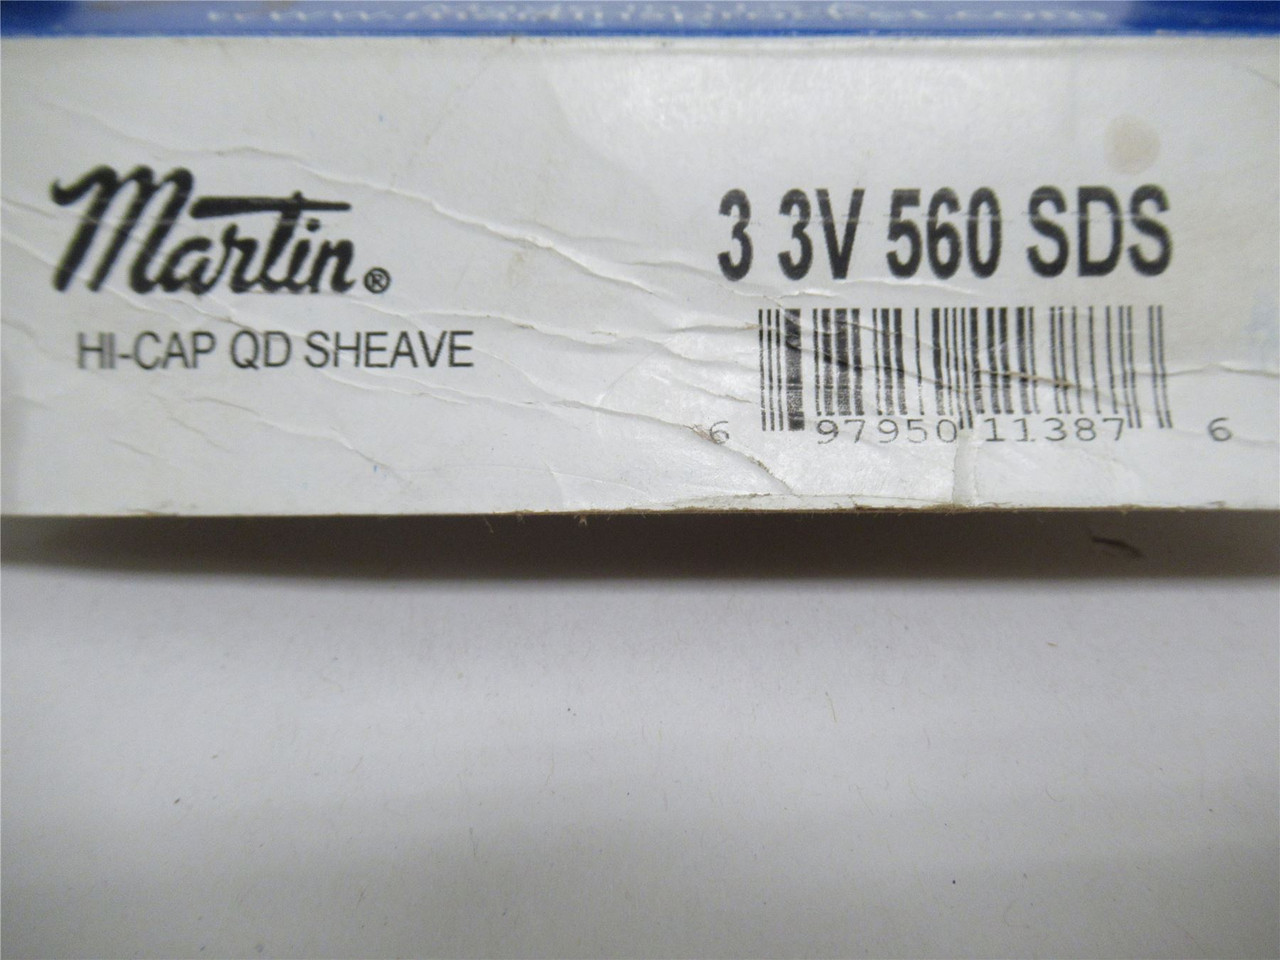 Martin®
HI-CAP QD SHEAVE
3 3V 560 SDS
6 97950 11387 6